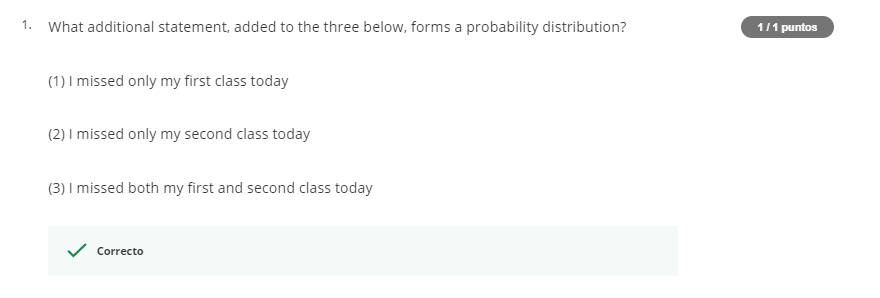 1. What additional statement, added to the three below, forms a probability distribution?
1 / 1 puntos
(1) I missed only my first class today
(2) I missed only my second class today
(3) I missed both my first and second class today
Correcto